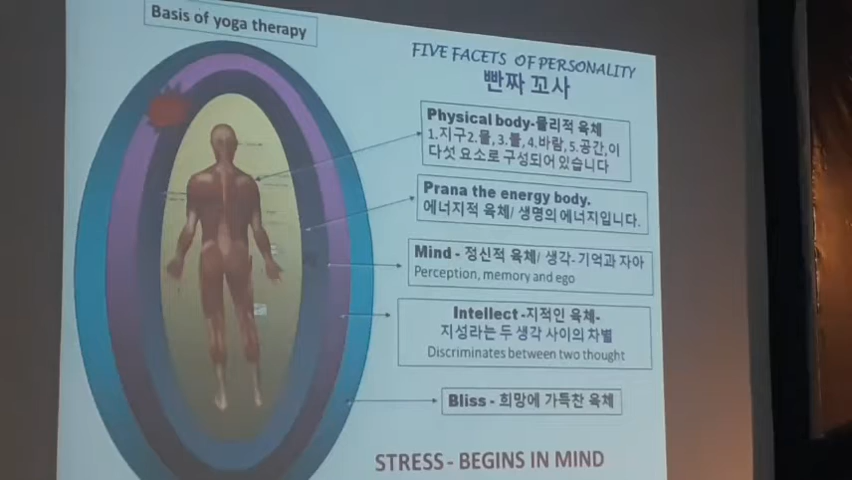 Basis of yoga therapy
FIVE FACETS OF PERSONALITY
빤짜 꼬사
Physical body-물리적 육체
1.지구2.물, 3.불, 4.바람, 5.공간,이
다섯 요소로 구성되어 있습니다
Prana the energy body.
에너지적 육체/ 생명의 에너지입니다.
Mind - 정신적 육체/ 생각- 기억과 자아
Perception, memory and ego
Intellect -지적인 육체-
지성라는 두 생각 사이의 차별
Discriminates between two thought
Bliss - 희망에 가득찬 육체
STRESS - BEGINS IN MIND